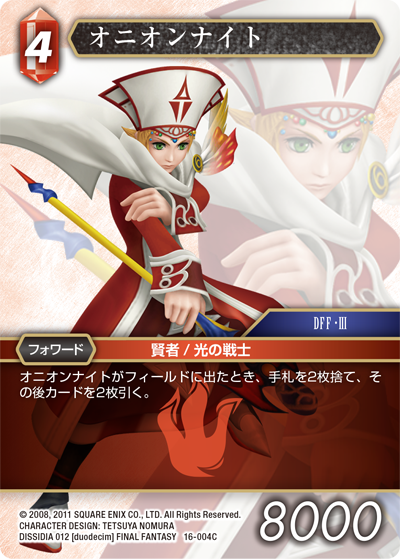 4
オニオンナイト
DFF・III
フォワード
賢者 / 光の戦士
オニオンナイトがフィールドに出たとき、手札を2枚捨て、そ
の後カードを2枚引く。
© 2008, 2011 SQUARE ENIX CO., LTD. All Rights Reserved.
CHARACTER DESIGN: TETSUYA NOMURA
DISSIDIA 012 [duodecim] FINAL FANTASY 16-004C
8000